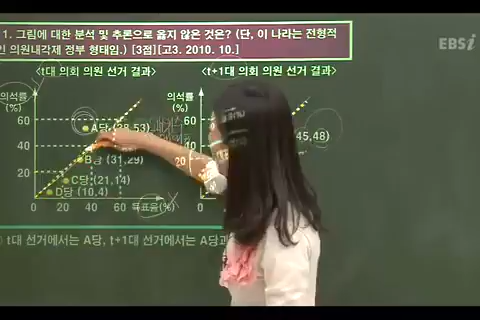 1. 그림에 대한 분석 및 추론으로 옳지 않은 것은? (단, 이 나라는 전형적
인 의원내각제 정부 형태임.) [3점][고3. 2010. 10.]
EBSi
<t대 의회 의원 선거 결과> <t+1대 의회 의원 선거 결과>
의석률 (%)
60
40
20
0 20 40 60 득표율(%)
A당 (38,53)
B당 (31,29)
C당 (21,14)
D당 (10,4)
의석률 (%)
60
40
20
0
45,48)
t대 선거에서는 A당, t+1대 선거에서는 A당과